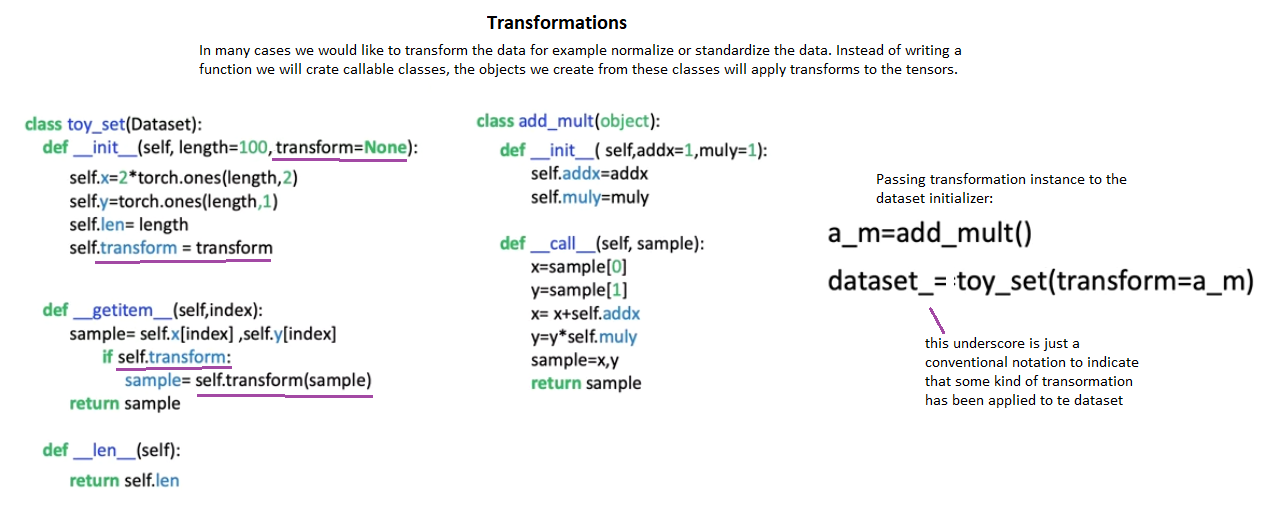 Transformations
In many cases we would like to transform the data for example normalize or standardize the data. Instead of writing a
function we will crate callable classes, the objects we create from these classes will apply transforms to the tensors.
class toy_set(Dataset):
def __init__(self, length=100, transform=None):
self.x=2*torch.ones(length,2)
self.y=torch.ones(length,1)
self.len= length
self.transform = transform
def __getitem__(self,index):
sample= self.x[index] ,self.y[index]
if self.transform:
sample= self.transform(sample)
return sample
def __len__(self):
return self.len
class add_mult(object):
def __init__( self,addx=1,muly=1):
self.addx=addx
self.muly=muly
def __call__(self, sample):
x=sample[0]
y=sample[1]
x= x+self.addx
y=y*self.muly
sample=x,y
return sample
Passing transformation instance to the
dataset initializer:
a_m=add_mult()
dataset_= toy_set(transform=a_m)
this underscore is just a
conventional notation to indicate
that some kind of transormation
has been applied to te dataset